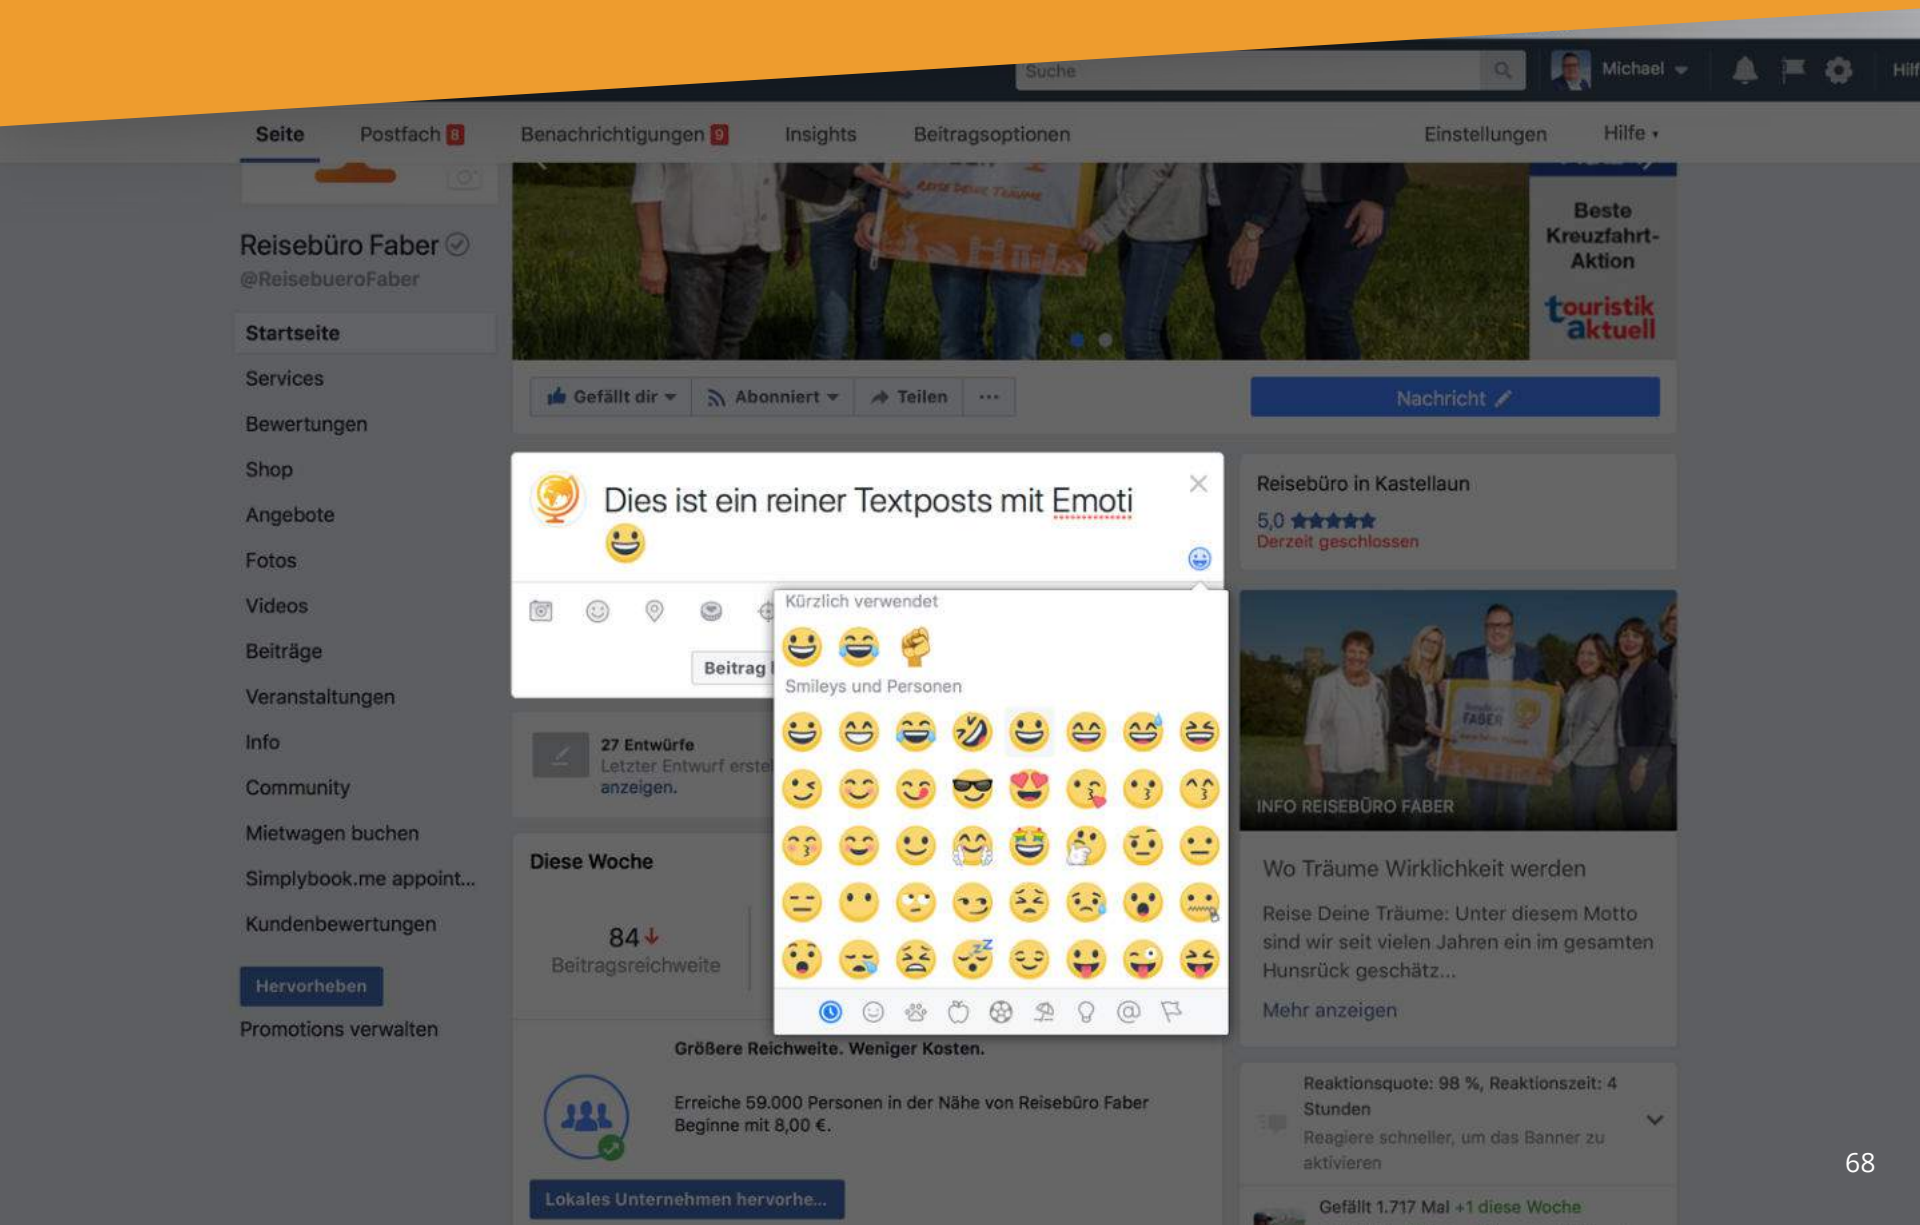 Suche
Michael
Hilf
Seite
Postfach 8
Benachrichtigungen 9
Insights
Beitragsoptionen
Einstellungen
Hilfe
REISE DEINE TRÄUME
Beste
Kreuzfahrt-
Aktion
touristik
aktuell
Reisebüro Faber
@ReisebueroFaber
Startseite
Services
Bewertungen
Shop
Angebote
Fotos
Videos
Beiträge
Veranstaltungen
Info
Community
Mietwagen buchen
Simplybook.me appoint...
Kundenbewertungen
Hervorheben
Promotions verwalten
Gefällt dir
Abonniert
Teilen
...
Nachricht
Dies ist ein reiner Textposts mit Emoti
😀
Beitrag
Kürzlich verwendet
Smileys und Personen
27 Entwürfe
Letzter Entwurf erstel
anzeigen.
Diese Woche
84
Beitragsreichweite
Größere Reichweite. Weniger Kosten.
Erreiche 59.000 Personen in der Nähe von Reisebüro Faber
Beginne mit 8,00 €.
Lokales Unternehmen hervorhe...
Reisebüro in Kastellaun
5,0 ★★★★★
Derzeit geschlossen
FABER
INFO REISEBÜRO FABER
Wo Träume Wirklichkeit werden
Reise Deine Träume: Unter diesem Motto
sind wir seit vielen Jahren ein im gesamten
Hunsrück geschätz...
Mehr anzeigen
Reaktionsquote: 98 %, Reaktionszeit: 4
Stunden
Reagiere schneller, um das Banner zu
aktivieren
Gefällt 1.717 Mal +1 diese Woche
68